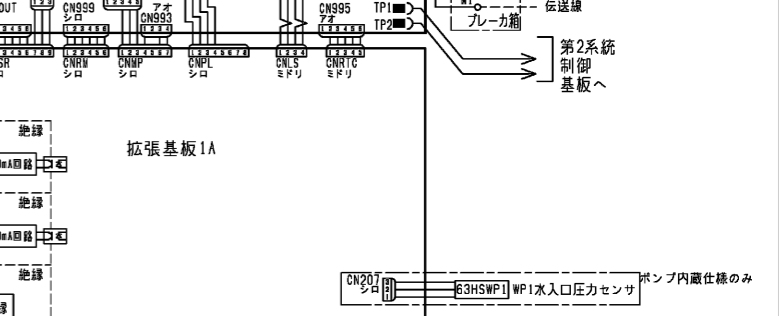 OUT
CN999
シロ
アオ
CN993
CN995
アオ
TP1
TP2
ブレーカ箱
伝送線
第2系統
制御
基板へ
SR
CNRM
シロ
CNMP
シロ
CNPL
シロ
CNLS
ミドリ
CNRTC
ミドリ
拡張基板1A
絶縁
mA回路
絶縁
mA回路
絶縁
CN207
シロ
3
2
1
63HSWP1
WP1水入口圧力センサ
ポンプ内蔵仕様のみ